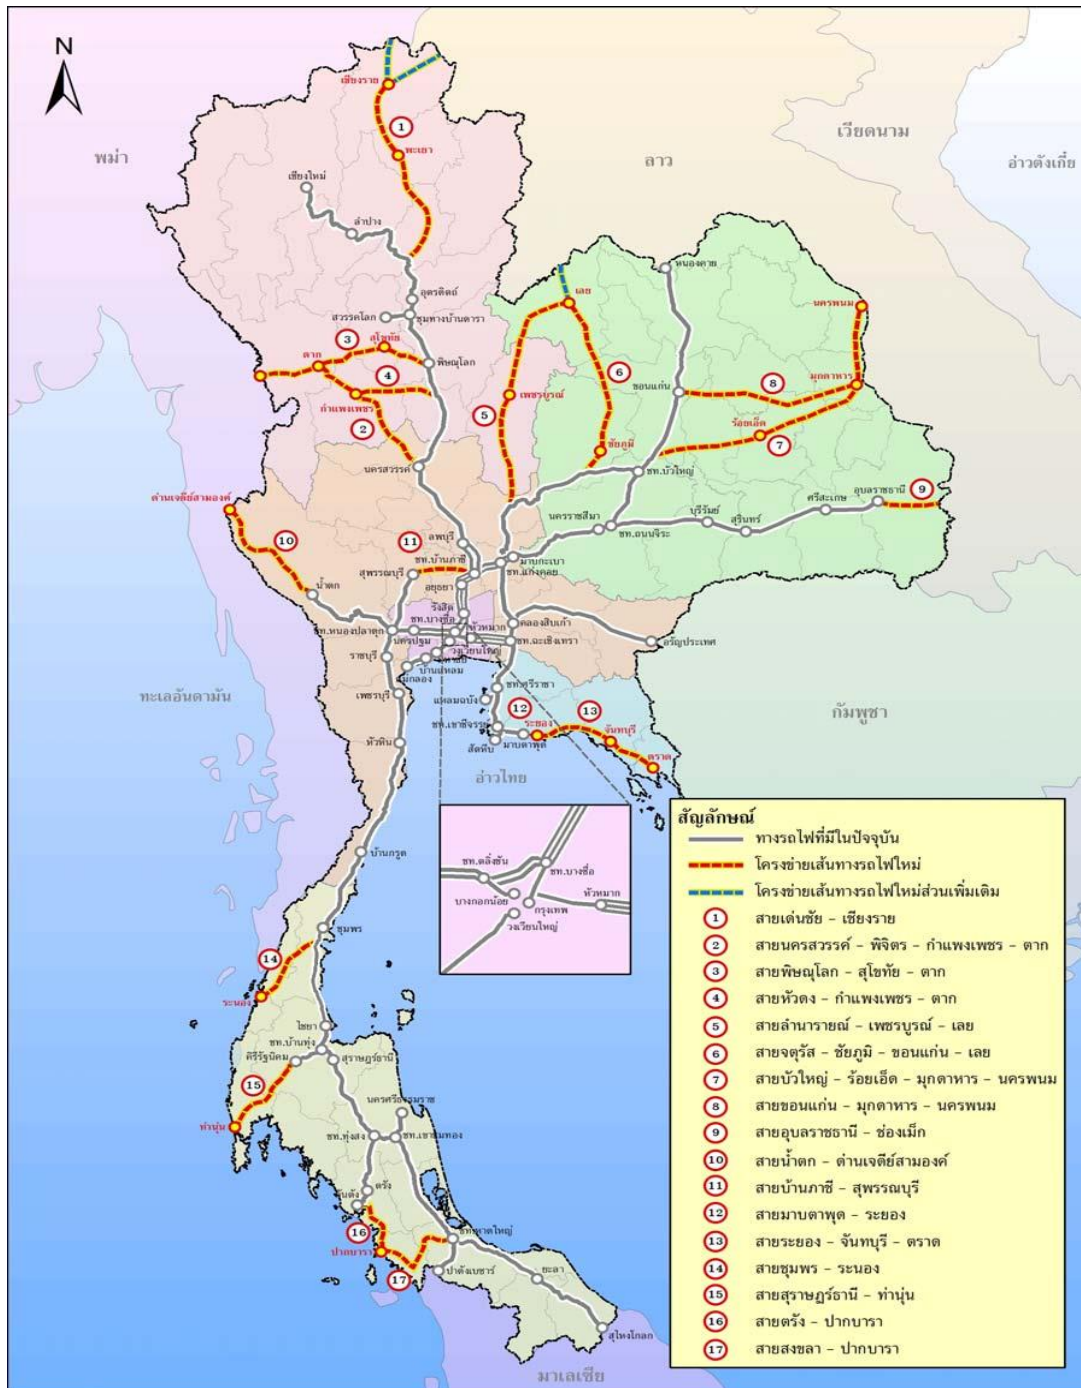 N
เชียงราย
1
พม่า
พะเยา
ลาว
เวียดนาม
อ่าวตังเกี๋ย
เชียงใหม่
ลำปาง
หนองคาย
อุตรดิตถ์
สวรรคโลก
ชุมทางบ้านดารา
เลย
นครพนม
3
สุโขทัย
ตาก
พิษณุโลก
4
6
8
ขอนแก่น
มุกดาหาร
กำแพงเพชร
เพชรบูรณ์
5
2
ร้อยเอ็ด
7
ชัยภูมิ
นครสวรรค์
ชท.บัวใหญ่
ด่านเจดีย์สามองค์
อุบลราชธานี
9
ศรีสะเกษ
บุรีรัมย์
สุรินทร์
นครราชสีมา
ชท.ถนนจิระ
10
11
ลพบุรี
ชท.บ้านภาชี
มาบกะเบา
ชท.แก่งคอย
สุพรรณบุรี
อยุธยา
น้ำตก
รังสิต
คลองสิบเก้า
ชท.หนองปลาดุก
ชท.บางซื่อ
หัวหมาก
ชท.ฉะเชิงเทรา
อรัญประเทศ
นครปฐม
วงเวียนใหญ่
ราชบุรี
บ้านแหลม
แม่กลอง
เพชรบุรี
ชท.ศรีราชา
แหลมฉบัง
ทะเลอันดามัน
กัมพูชา
12
13
ชท.เขาชีจรรย์
ระยอง
จันทบุรี
หัวหิน
สัตหีบ
มาบตาพุด
ตราด
อ่าวไทย
บ้านกรูด
ชท.ตลิ่งชัน
ชท.บางซื่อ
บางกอกน้อย
กรุงเทพ
หัวหมาก
วงเวียนใหญ่
ชุมพร
14
ระนอง
ไชยา
ชท.บ้านทุ่งโพธิ์
คีรีรัฐนิคม
สุราษฎร์ธานี
15
นครศรีธรรมราช
ท่านุ่น
ชท.ทุ่งสง
ชท.เขาชุมทอง
ตรัง
กันตัง
16
ชท.หาดใหญ่
ปากบารา
17
ปาดังเบซาร์
ยะลา
สุไหงโกลก
มาเลเซีย
สัญลักษณ์
ทางรถไฟที่มีในปัจจุบัน
โครงข่ายเส้นทางรถไฟใหม่
โครงข่ายเส้นทางรถไฟใหม่ส่วนเพิ่มเติม
1 สายเด่นชัย - เชียงราย
2 สายนครสวรรค์ - พิจิตร - กำแพงเพชร - ตาก
3 สายพิษณุโลก - สุโขทัย - ตาก
4 สายหัวดง - กำแพงเพชร - ตาก
5 สายลำนารายณ์ - เพชรบูรณ์ - เลย
6 สายจตุรัส - ชัยภูมิ - ขอนแก่น - เลย
7 สายบัวใหญ่ - ร้อยเอ็ด - มุกดาหาร - นครพนม
8 สายขอนแก่น - มุกดาหาร - นครพนม
9 สายอุบลราชธานี - ช่องเม็ก
10 สายน้ำตก - ด่านเจดีย์สามองค์
11 สายบ้านภาชี - สุพรรณบุรี
12 สายมาบตาพุด - ระยอง
13 สายระยอง - จันทบุรี - ตราด
14 สายชุมพร - ระนอง
15 สายสุราษฎร์ธานี - ท่านุ่น
16 สายตรัง - ปากบารา
17 สายสงขลา - ปากบารา